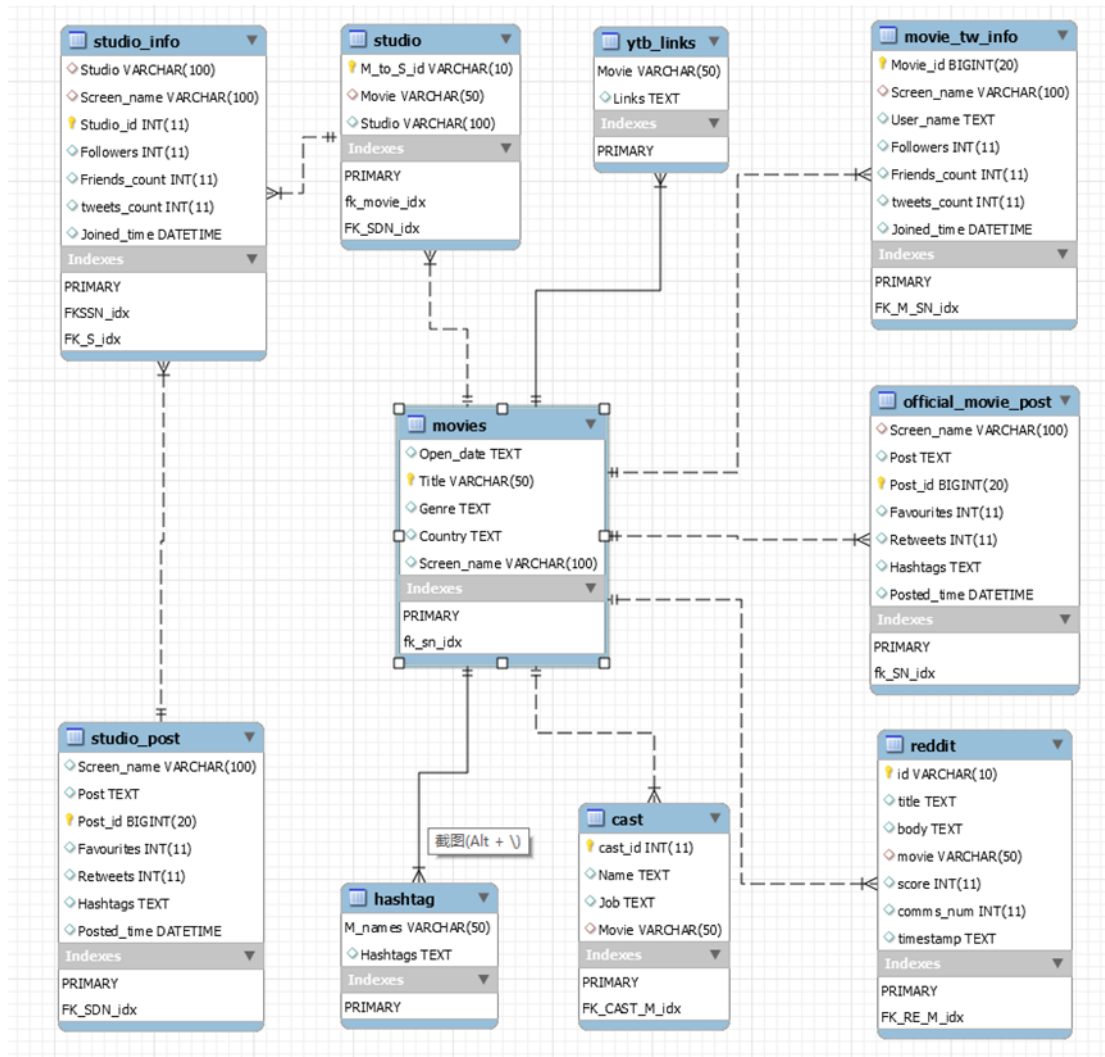 studio_info
Studio VARCHAR(100)
Screen_name VARCHAR(100)
Studio_id INT(11)
Followers INT(11)
Friends_count INT(11)
tweets_count INT(11)
Joined_time DATETIME
Indexes
PRIMARY
FKSSN_idx
FK_S_idx
studio
M_to_S_id VARCHAR(10)
Movie VARCHAR(50)
Studio VARCHAR(100)
Indexes
PRIMARY
fk_movie_idx
FK_SDN_idx
ytb_links
Movie VARCHAR(50)
Links TEXT
Indexes
PRIMARY
movie_tw_info
Movie_id BIGINT(20)
Screen_name VARCHAR(100)
User_name TEXT
Followers INT(11)
Friends_count INT(11)
tweets_count INT(11)
Joined_time DATETIME
Indexes
PRIMARY
FK_M_SN_idx
movies
Open_date TEXT
Title VARCHAR(50)
Genre TEXT
Country TEXT
Screen_name VARCHAR(100)
Indexes
PRIMARY
fk_sn_idx
official_movie_post
Screen_name VARCHAR(100)
Post TEXT
Post_id BIGINT(20)
Favourites INT(11)
Retweets INT(11)
Hashtags TEXT
Posted_time DATETIME
Indexes
PRIMARY
fk_SN_idx
studio_post
Screen_name VARCHAR(100)
Post TEXT
Post_id BIGINT(20)
Favourites INT(11)
Retweets INT(11)
Hashtags TEXT
Posted_time DATETIME
Indexes
PRIMARY
FK_SDN_idx
截图(Alt + \)
hashtag
M_names VARCHAR(50)
Hashtags TEXT
Indexes
PRIMARY
cast
cast_id INT(11)
Name TEXT
Job TEXT
Movie VARCHAR(50)
Indexes
PRIMARY
FK_CAST_M_idx
reddit
id VARCHAR(10)
title TEXT
body TEXT
movie VARCHAR(50)
score INT(11)
comms_num INT(11)
timestamp TEXT
Indexes
PRIMARY
FK_RE_M_idx